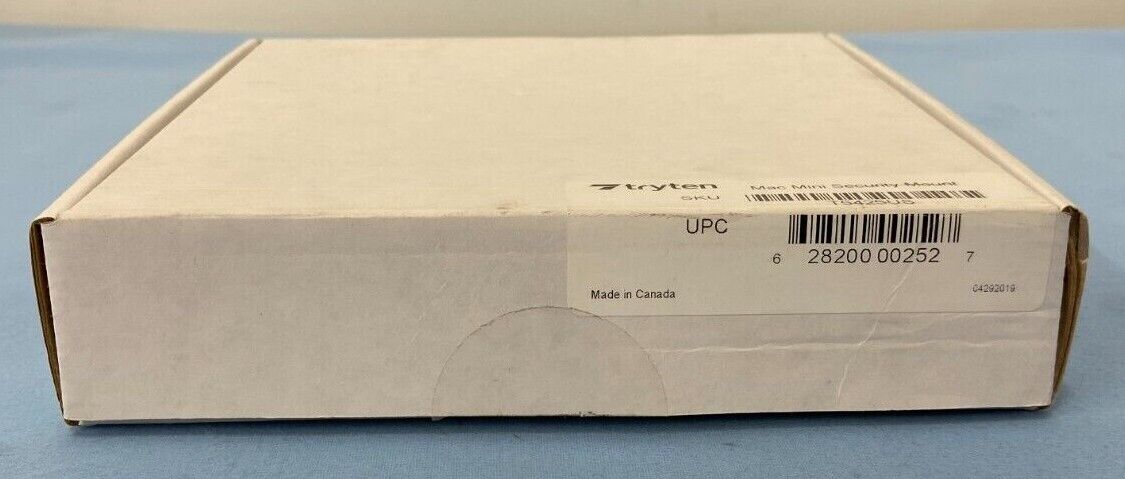 tryten Mac Mini Security Mount
SKU
UPC
6 28200 00252 7
Made in Canada 04292019